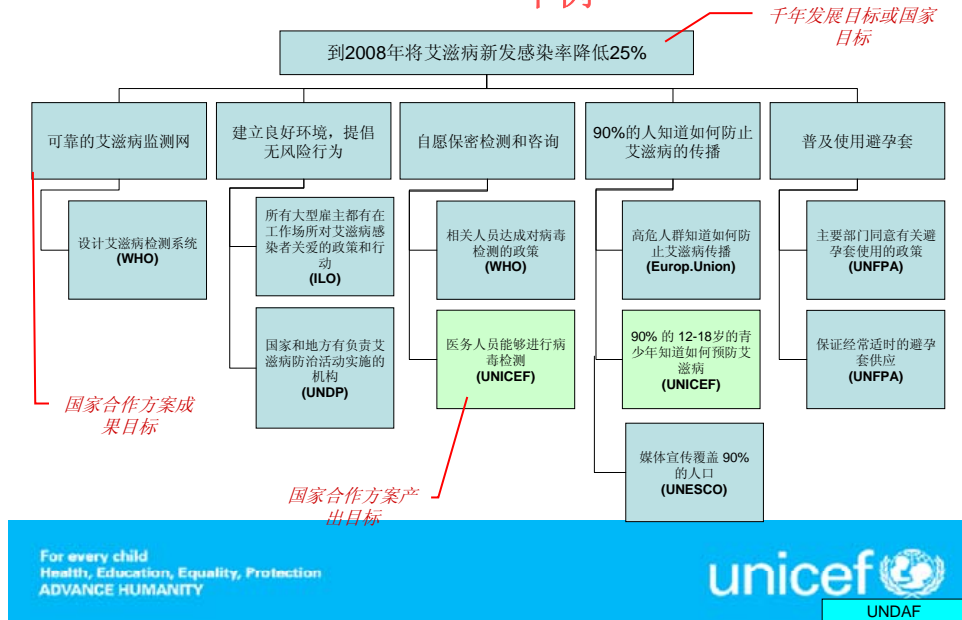 千年发展目标或国家
目标
到2008年将艾滋病新发感染率降低25%
可靠的艾滋病监测网
建立良好环境，提倡
无风险行为
自愿保密检测和咨询
90%的人知道如何防止
艾滋病的传播
普及使用避孕套
设计艾滋病检测系统
(WHO)
所有大型雇主都有在
工作场所对艾滋病感
染者关爱的政策和行
动
(ILO)
相关人员达成对病毒
检测的政策
(WHO)
高危人群知道如何防
止艾滋病传播
(Europ.Union)
主要部门同意有关避
孕套使用的政策
(UNFPA)
国家和地方有负责艾
滋病防治活动实施的
机构
(UNDP)
医务人员能够进行病
毒检测
(UNICEF)
90% 的 12-18岁的青
少年知道如何预防艾
滋病
(UNICEF)
保证经常适时的避孕
套供应
(UNFPA)
媒体宣传覆盖 90%
的人口
(UNESCO)
国家合作方案成
果目标
国家合作方案产
出目标
For every child
Health, Education, Equality, Protection
ADVANCE HUMANITY
unicef
UNDAF